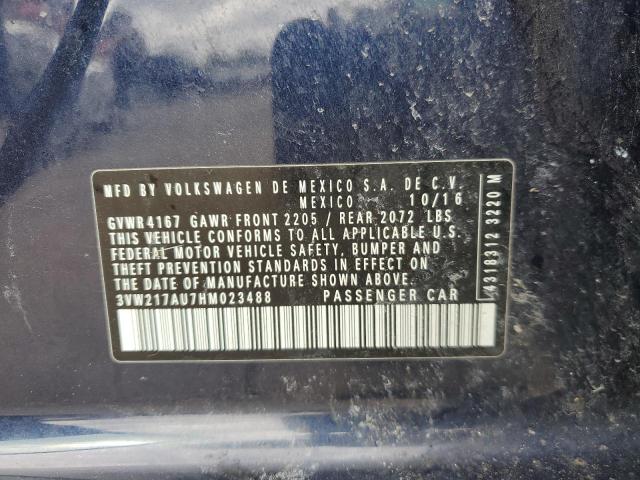 MFD BY VOLKSWAGEN DE MEXICO S.A. DE C.V.
MEXICO 10/16
GVWR4167 GAWR FRONT 2205 / REAR 2072 LBS
THIS VEHICLE CONFORMS TO ALL APPLICABLE U.S.
FEDERAL MOTOR VEHICLE SAFETY, BUMPER AND
THEFT PREVENTION STANDARDS IN EFFECT ON
THE DATE OF MANUFACTURE SHOWN ABOVE.
3VW217AU7HM023488 PASSENGER CAR
4318312 3220 M